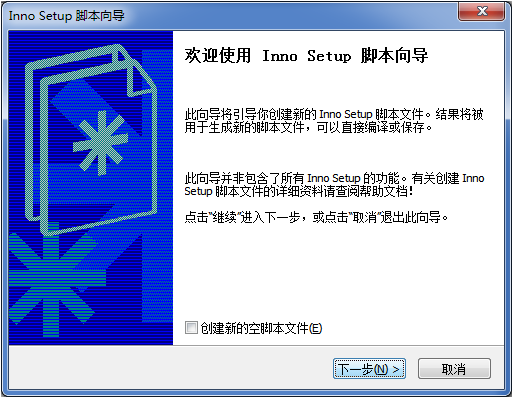 Inno Setup 脚本向导
欢迎使用 Inno Setup 脚本向导
此向导将引导你创建新的 Inno Setup 脚本文件。结果将被
用于生成新的脚本文件，可以直接编译或保存。
此向导并非包含了所有 Inno Setup 的功能。有关创建 Inno
Setup 脚本文件的详细资料请查阅帮助文档！
点击“继续”进入下一步，或点击“取消”退出此向导。
创建新的空脚本文件(E)
下一步(N) >
取消